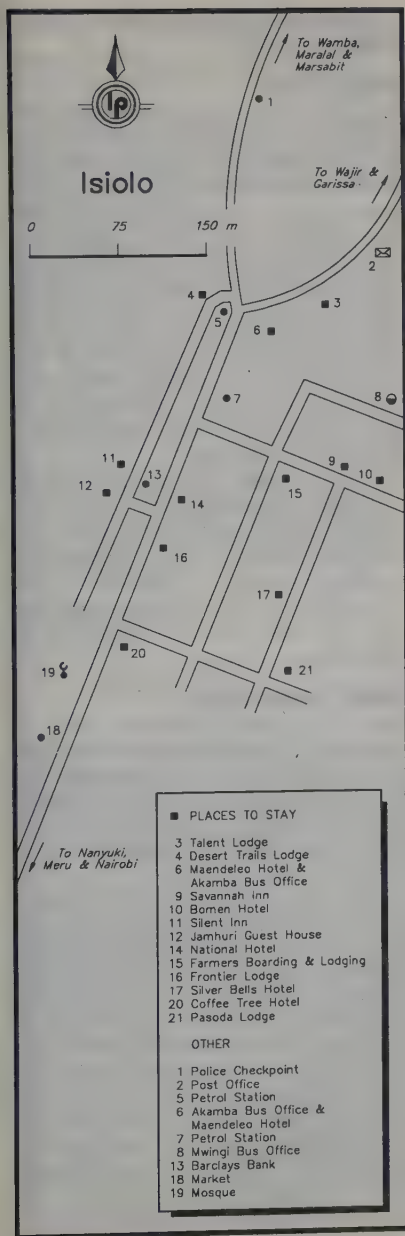 To Wamba,
Maralal &
Marsabit
1
lp
Isiolo
To Wajir &
Garissa
0 75 150 m
2
4
3
5
6
7
8
11
9
10
12
13
15
14
16
17
20
19
21
18
To Nanyuki,
Meru & Nairobi
PLACES TO STAY
3 Talent Lodge
4 Desert Trails Lodge
6 Maendeleo Hotel &
Akamba Bus Office
9 Savannah Inn
10 Bomen Hotel
11 Silent Inn
12 Jamhuri Guest House
14 National Hotel
15 Farmers Boarding & Lodging
16 Frontier Lodge
17 Silver Bells Hotel
20 Coffee Tree Hotel
21 Pasoda Lodge
OTHER
1 Police Checkpoint
2 Post Office
5 Petrol Station
6 Akamba Bus Office &
Maendeleo Hotel
7 Petrol Station
8 Mwingi Bus Office
13 Barclays Bank
18 Market
19 Mosque